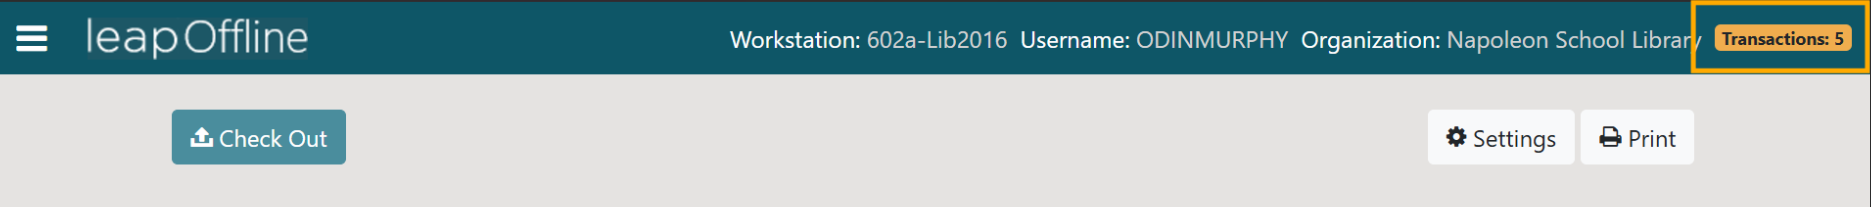 leapOffline
Workstation: 602a-Lib2016 Username: ODINMURPHY Organization: Napoleon School Library Transactions: 5
Check Out Settings Print